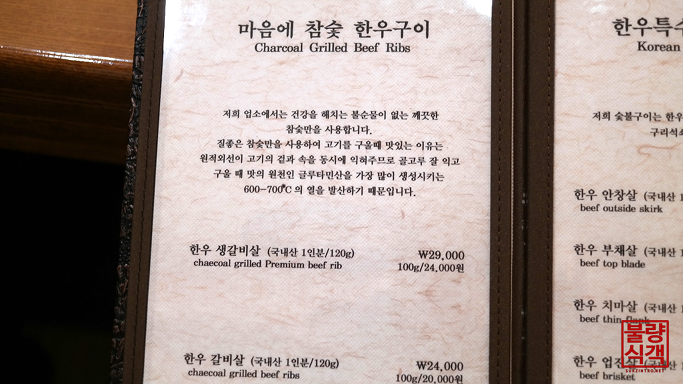 마음에 참숯 한우구이
Charcoal Grilled Beef Ribs
저희 업소에서는 건강을 해치는 불순물이 없는 깨끗한
참숯만을 사용합니다.
질좋은 참숯만을 사용하여 고기를 구울때 맛있는 이유는
원적외선이 고기의 겉과 속을 동시에 익혀주므로 골고루 잘 익고
구울 때 맛의 원천인 글루타민산을 가장 많이 생성시키는
600-700°C 의 열을 발산하기 때문입니다.
한우 생갈비살 (국내산 1인분/120g) ₩29,000
chaecoal grilled Premium beef rib 100g/24,000원
한우 갈비살 (국내산 1인분/120g) ₩24,000
chaecoal grilled beef ribs 100g/20,000원
한우특수
Korean
저희 숯불구이는 한우
구리석쇠
한우 안창살 (국내산
beef outside skirk
한우 부채살 (국내산 1
beef top blade
한우 치마살 (국내산 1
beef thin
한우 업진살
beef brisket
불량
식객